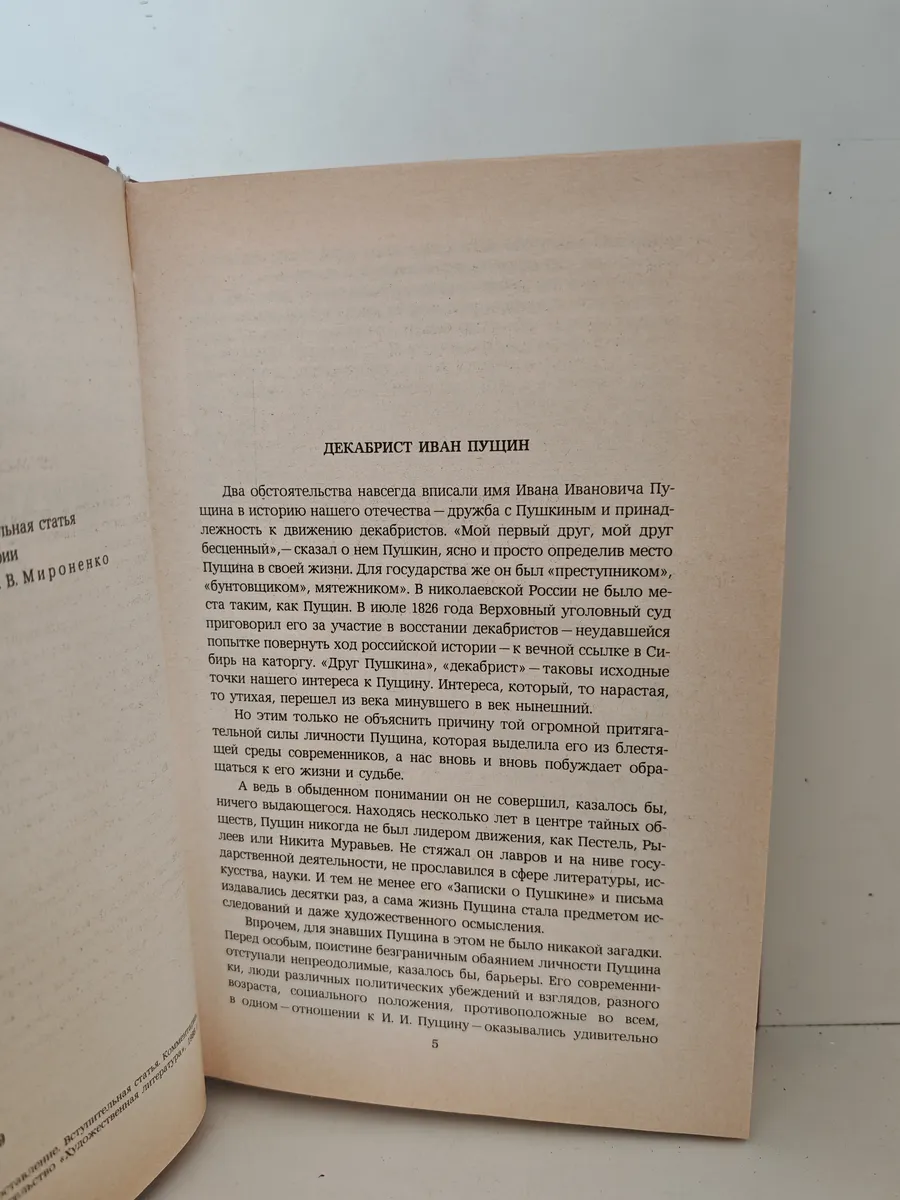 льная статья
рии
В. Мироненко
оставление. Вступительная статья. Комментарии
тельство «Художественная литература»,
9
ДЕКАБРИСТ ИВАН ПУЩИН
Два обстоятельства навсегда вписали имя Ивана Ивановича Пу-
щина в историю нашего отечества — дружба с Пушкиным и принад-
лежность к движению декабристов. «Мой первый друг, мой друг
бесценный», — сказал о нем Пушкин, ясно и просто определив место
Пущина в своей жизни. Для государства же он был «преступником»,
«бунтовщиком», мятежником». В николаевской России не было ме-
ста таким, как Пущин. В июле 1826 года Верховный уголовный суд
приговорил его за участие в восстании декабристов — неудавшейся
попытке повернуть ход российской истории — к вечной ссылке в Си-
бирь на каторгу. «Друг Пушкина», «декабрист» — таковы исходные
точки нашего интереса к Пущину. Интереса, который, то нарастая,
то утихая, перешел из века минувшего в век нынешний.
Но этим только не объяснить причину той огромной притяга-
тельной силы личности Пущина, которая выделила его из блестя-
щей среды современников, а нас вновь и вновь побуждает обра-
щаться к его жизни и судьбе.
А ведь в обыденном понимании он не совершил, казалось бы,
ничего выдающегося. Находясь несколько лет в центре тайных об-
ществ, Пущин никогда не был лидером движения, как Пестель, Ры-
леев или Никита Муравьев. Не стяжал он лавров и на ниве госу-
дарственной деятельности, не прославился в сфере литературы, ис-
кусства, науки. И тем не менее его «Записки о Пушкине» и письма
издавались десятки раз, а сама жизнь Пущина стала предметом ис-
следований и даже художественного осмысления.
Впрочем, для знавших Пущина в этом не было никакой загадки.
Перед особым, поистине безграничным обаянием личности Пущина
отступали непреодолимые, казалось бы, барьеры. Его современни-
ки, люди различных политических убеждений и взглядов, разного
возраста, социального положения, противоположные во всем,
в одном — отношении к И. И. Пущину — оказывались удивительно
5